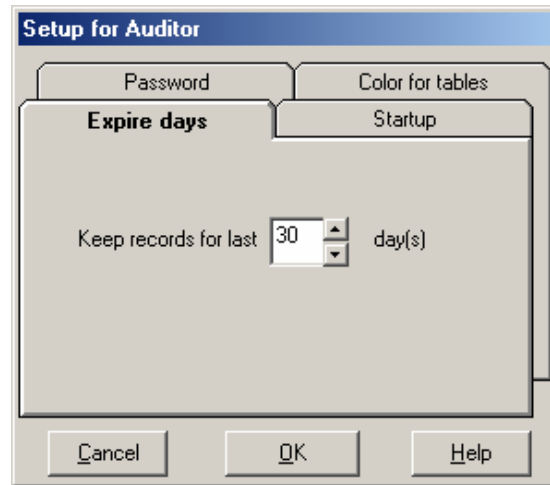 Setup for Auditor
Password
Color for tables
Expire days
Startup
Keep records for last 30 day(s)
Cancel
OK
Help